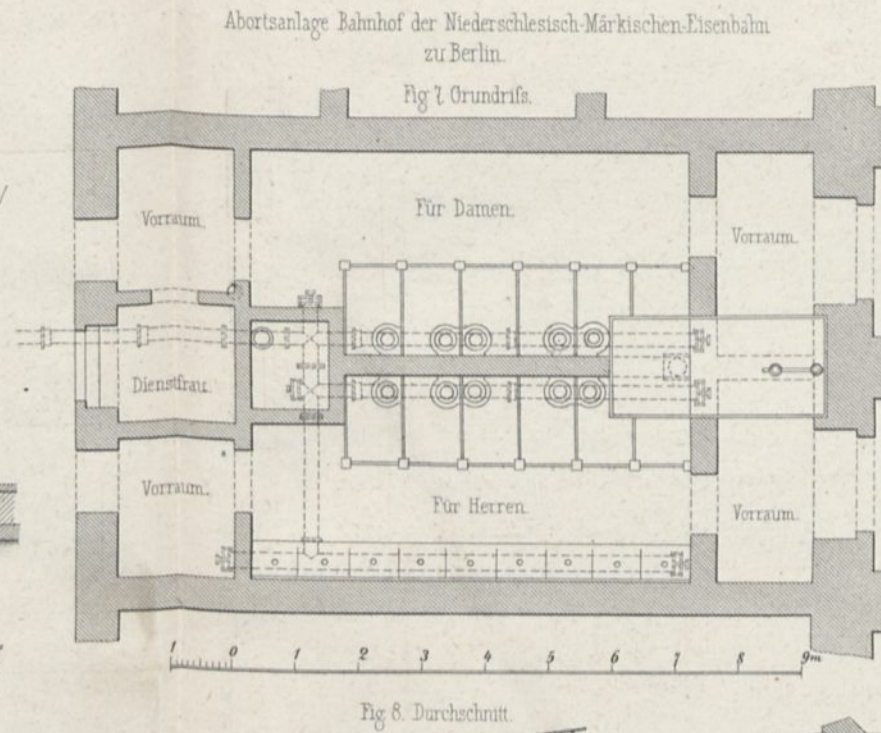 Abortsanlage Bahnhof der Niederschlesisch-Märkischen-Eisenbahn
zu Berlin.
Fig 7. Grundriſs.
Vorraum.
Für Damen.
Vorraum.
Dienstfrau.
Vorraum.
Für Herren.
Vorraum.
1 0 1 2 3 4 5 6 7 8 9m
Fig 8. Durchschnitt.